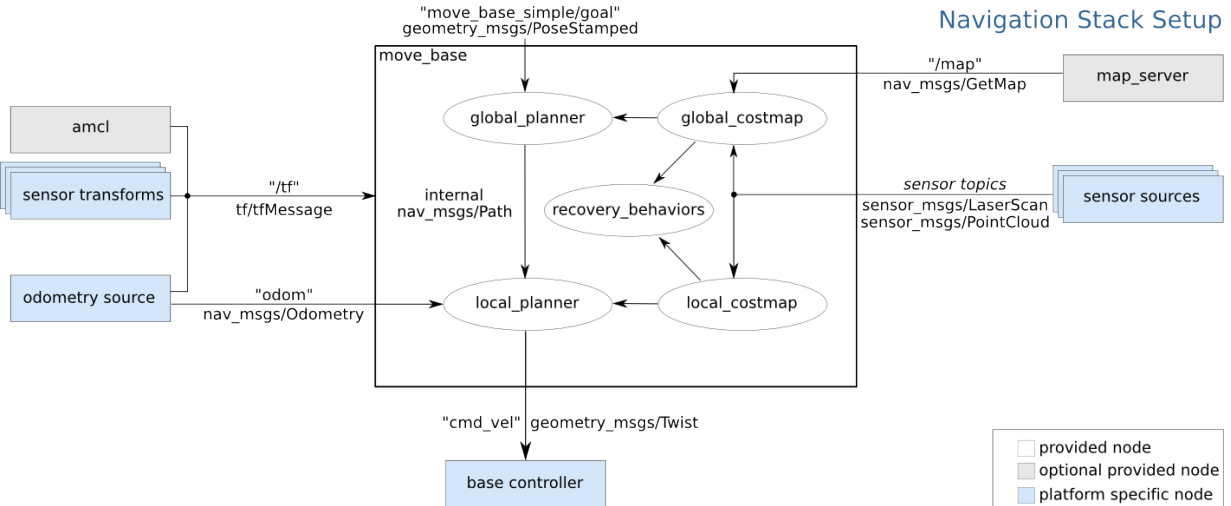 "move_base_simple/goal"
geometry_msgs/PoseStamped
Navigation Stack Setup
move_base
"/map"
nav_msgs/GetMap
map_server
amcl
global_planner
global_costmap
sensor transforms
"/tf"
tf/tfMessage
internal
nav_msgs/Path
recovery_behaviors
sensor topics
sensor_msgs/LaserScan
sensor_msgs/PointCloud
sensor sources
odometry source
"odom"
nav_msgs/Odometry
local_planner
local_costmap
"cmd_vel" geometry_msgs/Twist
base controller
provided node
optional provided node
platform specific node